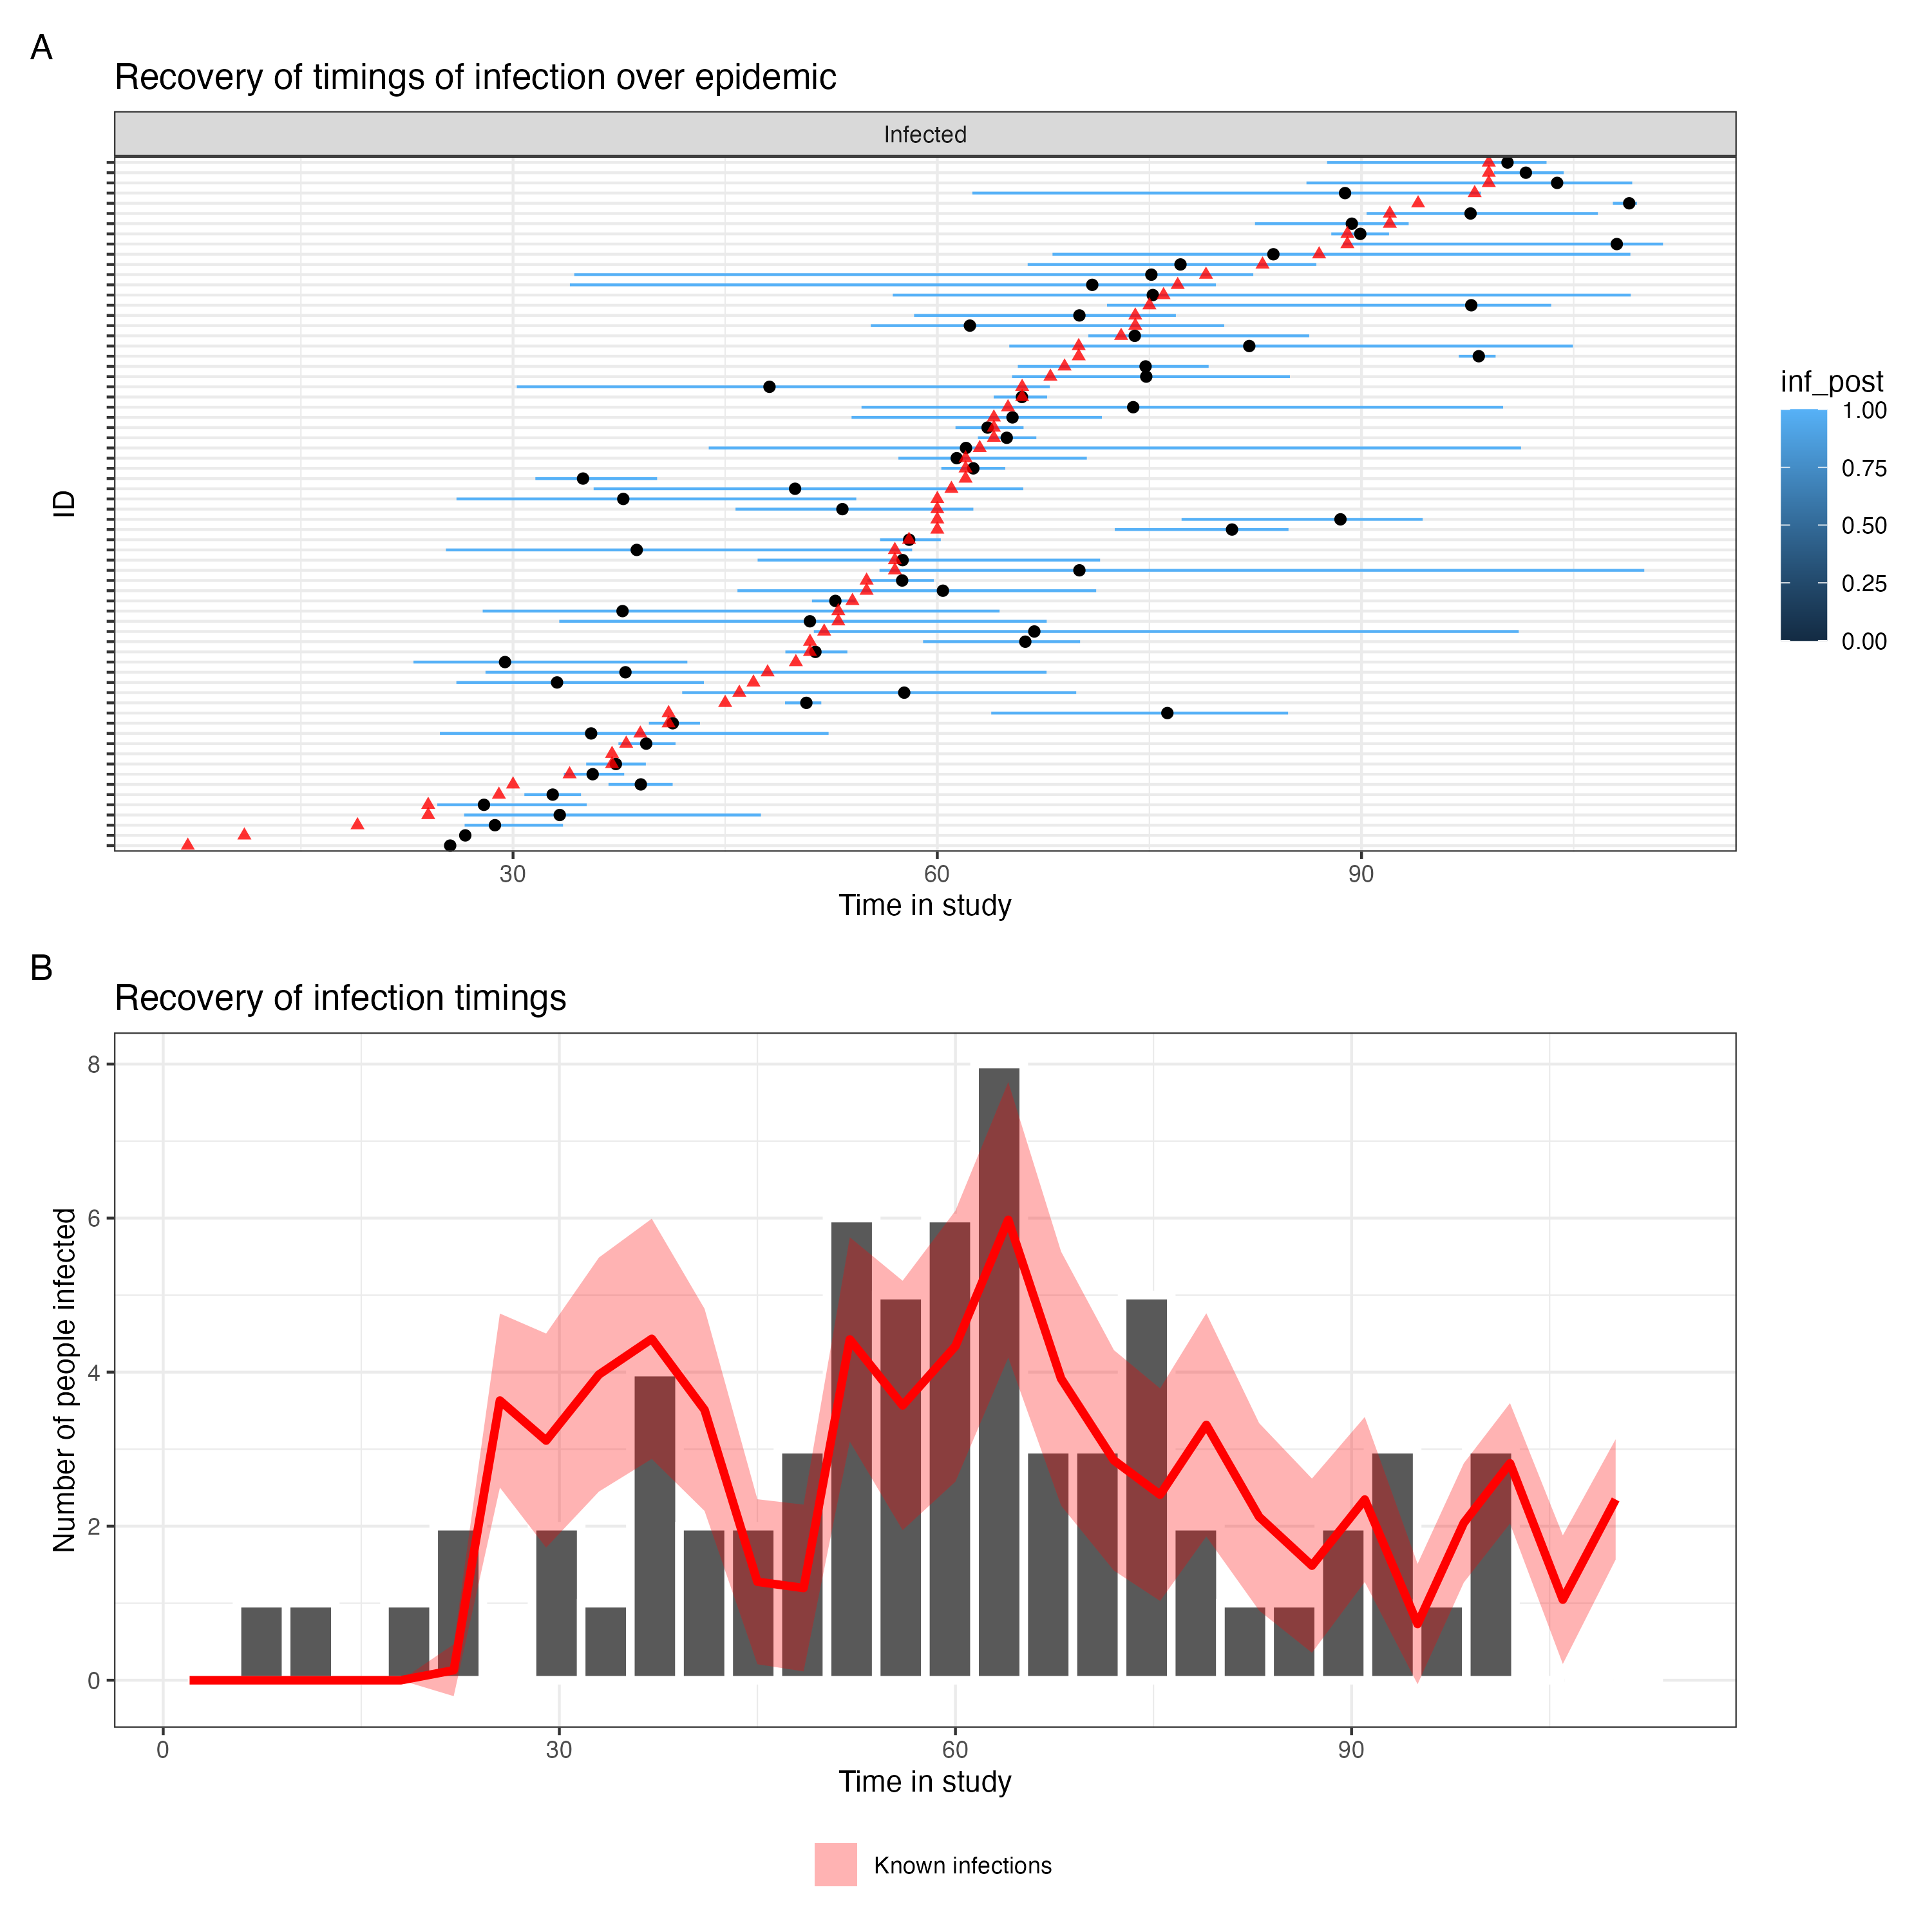 A
Recovery of timings of infection over epidemic
Infected
ID
30
60
90
Time in study
inf_post
1.00
0.75
0.50
0.25
0.00
B
Recovery of infection timings
Number of people infected
8
6
4
2
0
0
30
60
90
Time in study
Known infections